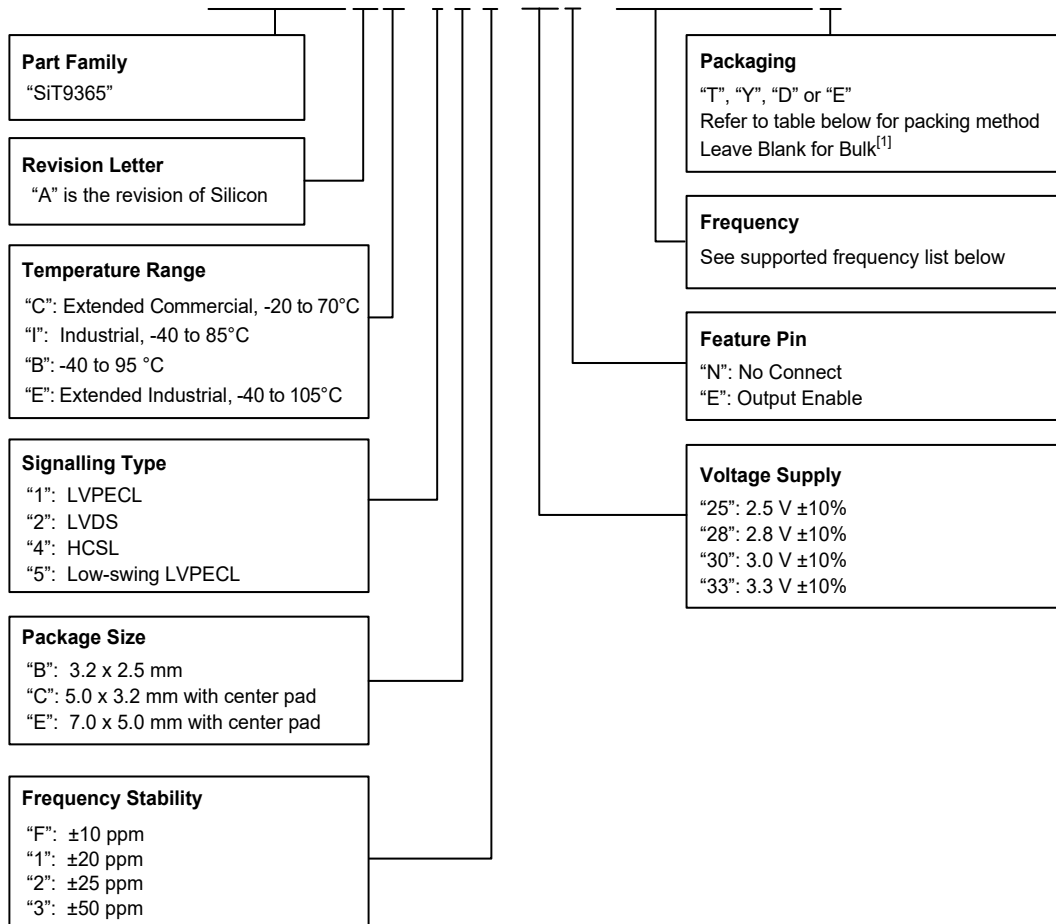 Part Family
“SiT9365”
Revision Letter
“A” is the revision of Silicon
Temperature Range
“C”: Extended Commercial, -20 to 70°C
“I”: Industrial, -40 to 85°C
“B”: -40 to 95 °C
“E”: Extended Industrial, -40 to 105°C
Signalling Type
“1”: LVPECL
“2”: LVDS
“4”: HCSL
“5”: Low-swing LVPECL
Package Size
“B”: 3.2 x 2.5 mm
“C”: 5.0 x 3.2 mm with center pad
“E”: 7.0 x 5.0 mm with center pad
Frequency Stability
“F”: ±10 ppm
“1”: ±20 ppm
“2”: ±25 ppm
“3”: ±50 ppm
Packaging
“T”, “Y”, “D” or “E”
Refer to table below for packing method
Leave Blank for Bulk[1]
Frequency
See supported frequency list below
Feature Pin
“N”: No Connect
“E”: Output Enable
Voltage Supply
“25”: 2.5 V ±10%
“28”: 2.8 V ±10%
“30”: 3.0 V ±10%
“33”: 3.3 V ±10%